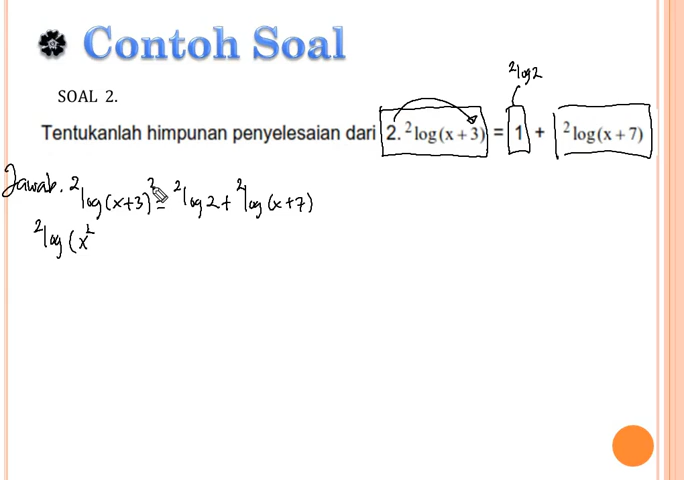 Contoh Soal
SOAL 2.
²log2
Tentukanlah himpunan penyelesaian dari 2. ²log(x + 3) = 1 + ²log(x + 7)
Jawab. ²log(x+3)² = ²log2 + ²log(x+7)
²log(x²